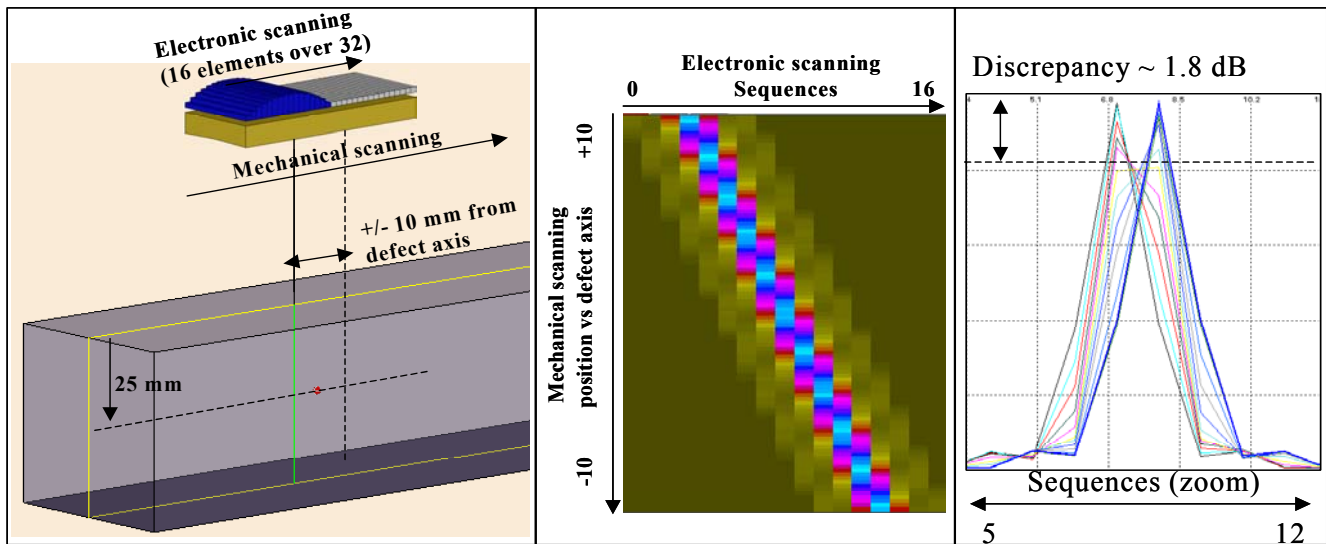 Electronic scanning
(16 elements over 32)
Mechanical scanning
+/- 10 mm from
defect axis
25 mm
Electronic scanning
Sequences
0 16
+10
Mechanical scanning
position vs defect axis
-10
Discrepancy ~ 1.8 dB
4 5.1 6.8 8.5 10.2
Sequences (zoom)
5 12